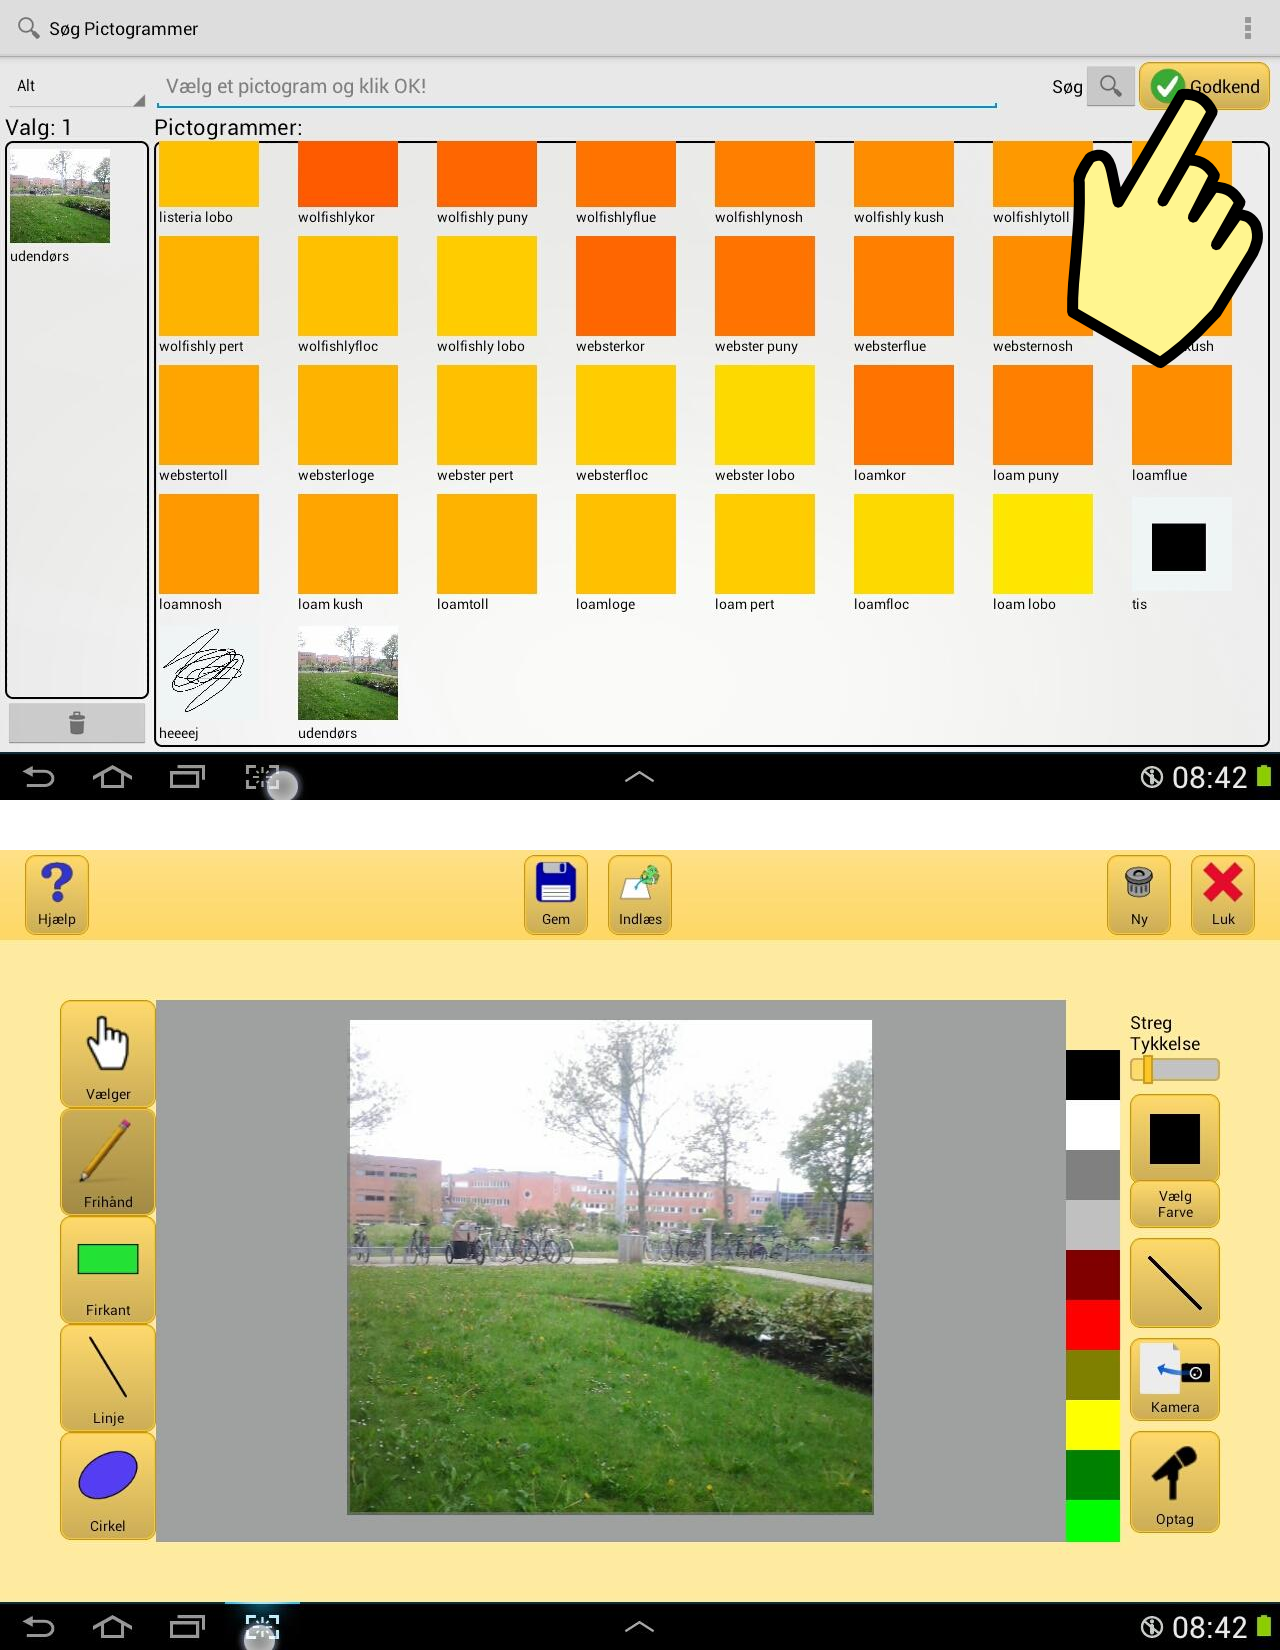 Søg Pictogrammer
Alt
Vælg et pictogram og klik OK!
Søg
Godkend
Valg: 1
Pictogrammer:
udendørs
listeria lobo
wolfishlykor
wolfishly puny
wolfishlyflue
wolfishlynosh
wolfishly kush
wolfishlytoll
wolfishly pert
wolfishlyfloc
wolfishly lobo
websterkor
webster puny
websterflue
websternosh
webstertoll
websterloge
webster pert
websterfloc
webster lobo
loamkor
loam puny
loamflue
loamnosh
loam kush
loamtoll
loamloge
loam pert
loamfloc
loam lobo
tis
heeeej
udendørs
08:42
Hjælp
Gem
Indlæs
Ny
Luk
Vælger
Frihånd
Firkant
Linje
Cirkel
Streg
Tykkelse
Vælg
Farve
Kamera
Optag
08:42